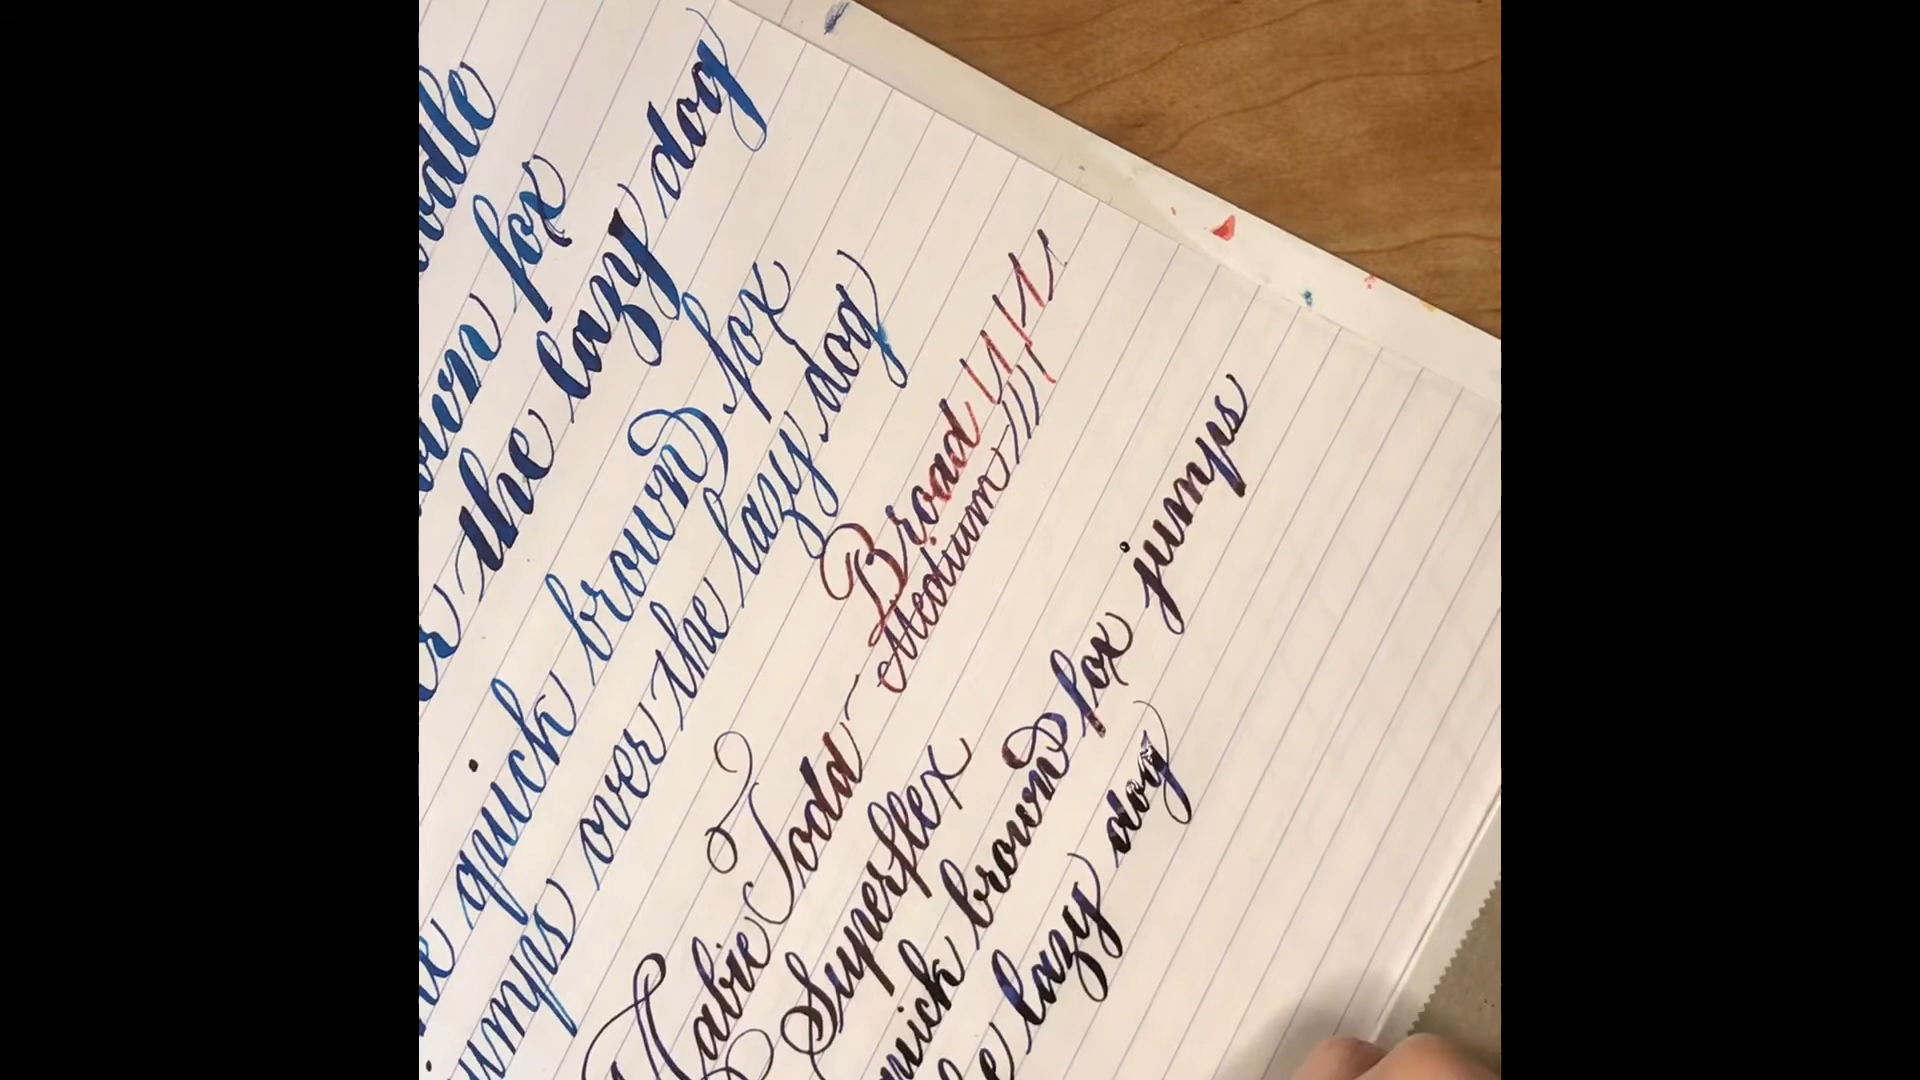 fox
the lazy dog
quick brown fox
jumps over the lazy dog
Broad
Mabie Todd - Medium
Superflex
quick brown fox jumps
lazy dog